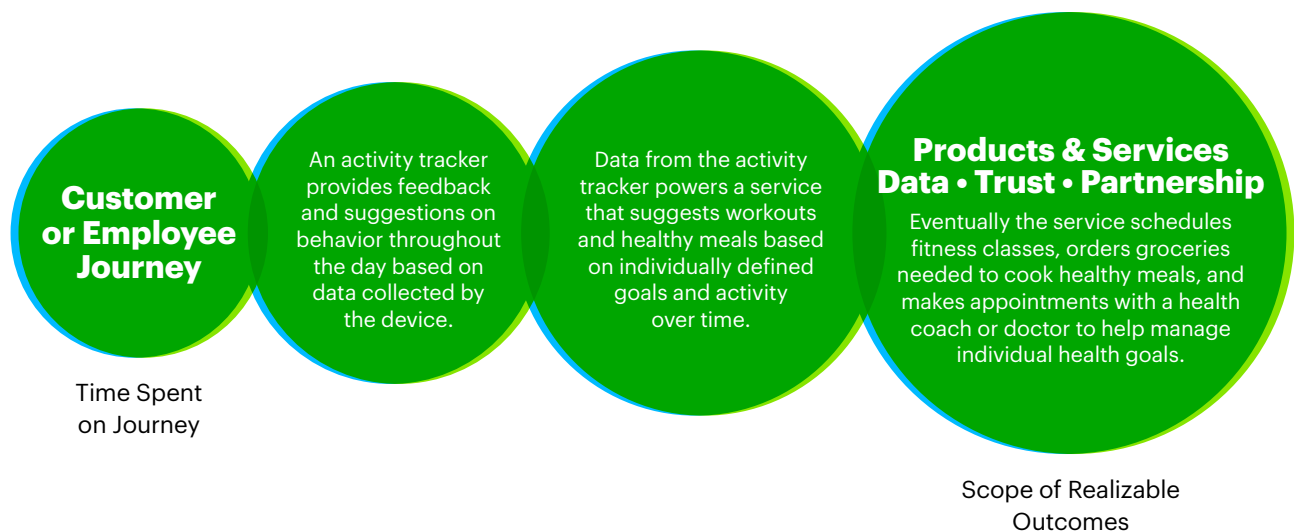 Customer
or Employee
Journey
Time Spent
on Journey
An activity tracker
provides feedback
and suggestions on
behavior throughout
the day based on
data collected by
the device.
Data from the activity
tracker powers a service
that suggests workouts
and healthy meals based
on individually defined
goals and activity
over time.
Products & Services
Data • Trust • Partnership
Eventually the service schedules
fitness classes, orders groceries
needed to cook healthy meals, and
makes appointments with a health
coach or doctor to help manage
individual health goals.
Scope of Realizable
Outcomes